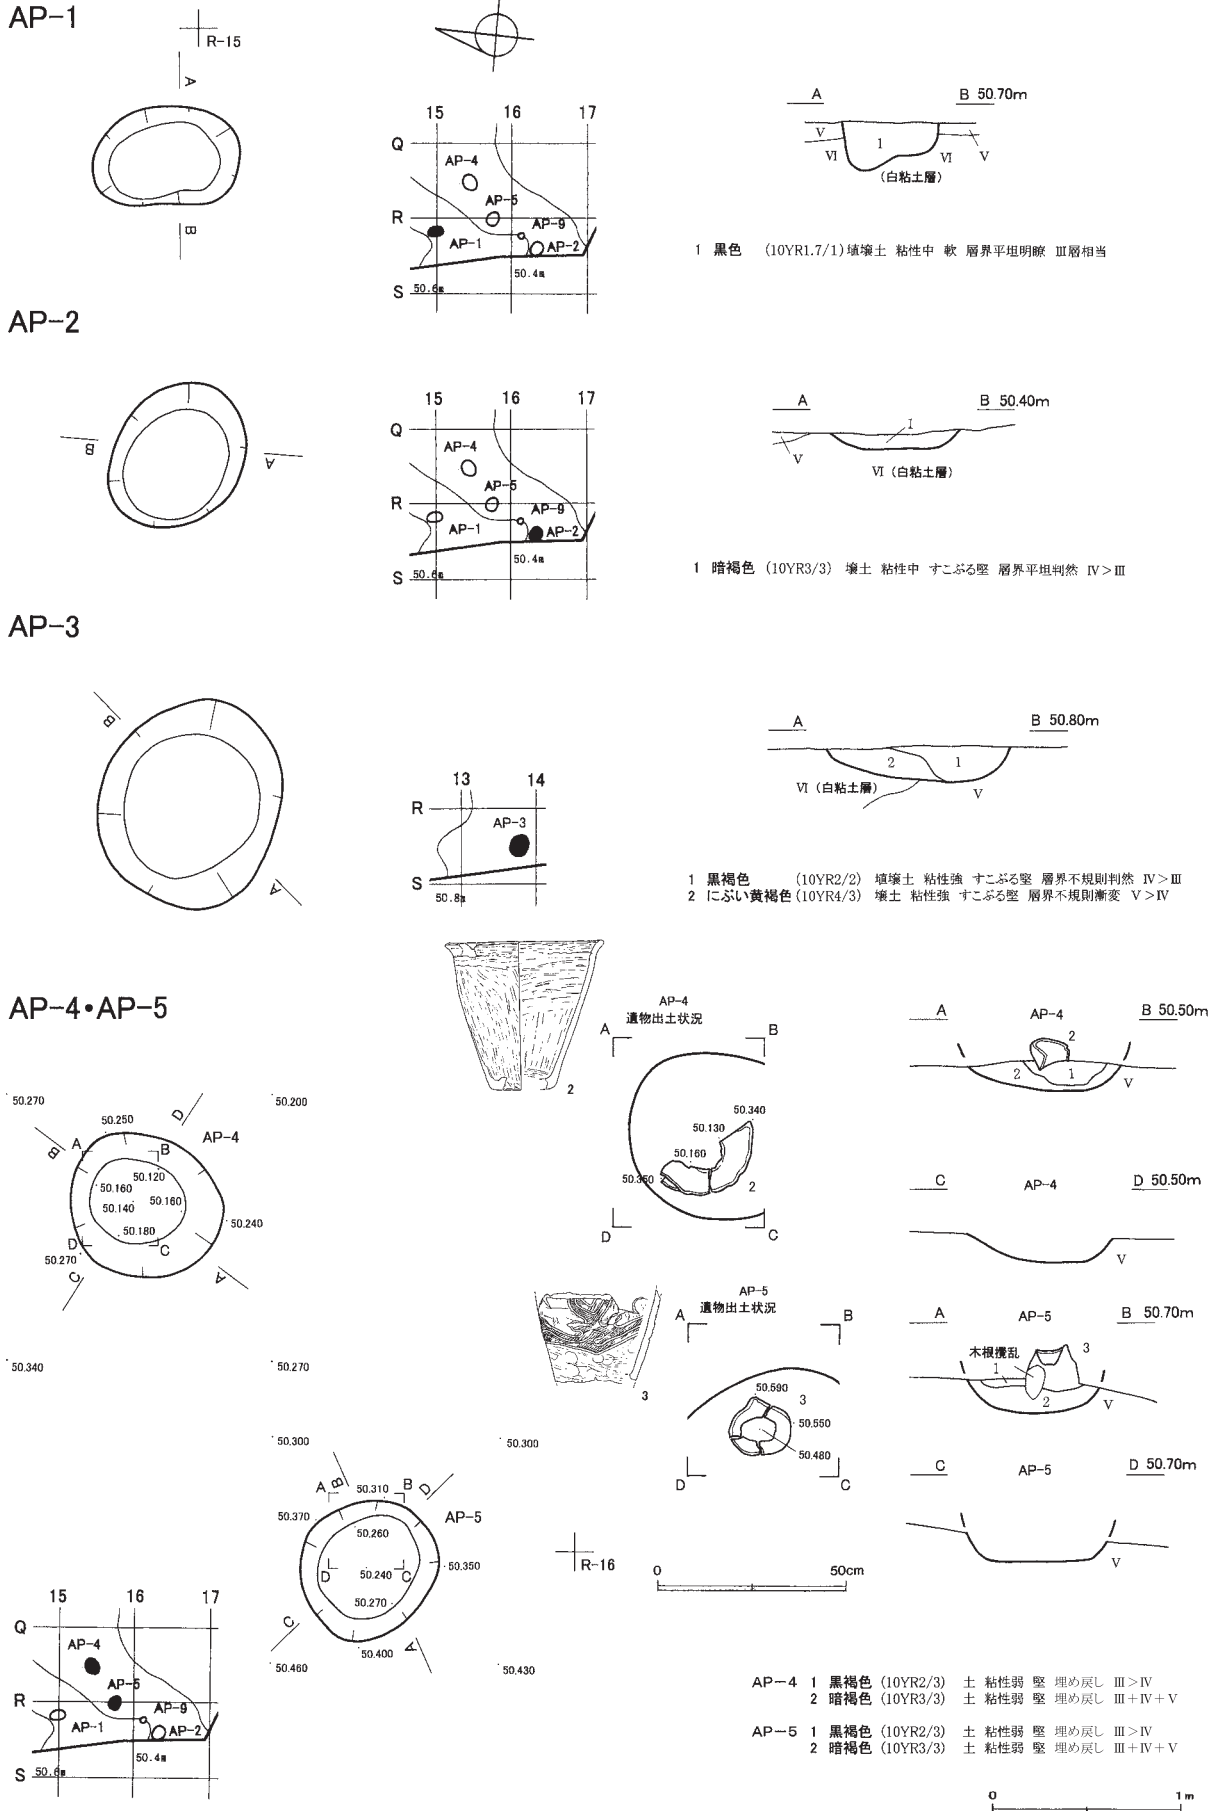 AP-1
R-15
A
B
15 16 17
Q
AP-4
AP-5
R
AP-9
AP-1
AP-2
50.4m
S
50.6m
A
B 50.70m
V
1
VI
VI
V
(白粘土層)
1 黒色 (10YR1.7/1) 埴壌土 粘性中 軟 層界平坦明瞭 Ⅲ層相当
AP-2
B
A
15 16 17
Q
AP-4
AP-5
R
AP-9
AP-1
AP-2
50.4m
S
50.6m
A
B 50.40m
1
V
VI (白粘土層)
1 暗褐色 (10YR3/3) 壌土 粘性中 すこぶる堅 層界平坦判然 Ⅳ>Ⅲ
AP-3
B
A
13 14
R
AP-3
S
50.8m
A
B 50.80m
2
1
VI (白粘土層)
V
1 黒褐色 (10YR2/2) 埴壌土 粘性強 すこぶる堅 層界不規則判然 Ⅳ>Ⅲ
2 にぶい黄褐色 (10YR4/3) 壌土 粘性強 すこぶる堅 層界不規則漸変 Ⅴ>Ⅳ
AP-4•AP-5
2
AP-4
遺物出土状況
A
B
50.340
50.130
50.160
50.350
2
D
C
A
AP-4
B 50.50m
2
2
1
V
C
AP-4
D 50.50m
V
50.270
50.200
50.250
D
AP-4
B
A
B
50.120
50.160
50.160
50.140
50.240
50.180
D
C
50.270
C
A
50.340
50.270
3
AP-5
遺物出土状況
A
B
50.590
3
50.550
50.480
D
C
A
AP-5
B 50.70m
木根攪乱
3
1
2
V
C
AP-5
D 50.70m
V
50.300
50.300
A
B
50.310
B
D
50.370
AP-5
50.260
50.350
D
50.240
C
50.270
C
50.400
A
50.460
50.430
R-16
0 50cm
15 16 17
Q
AP-4
AP-5
R
AP-9
AP-1
AP-2
50.4m
S
50.6m
AP-4 1 黒褐色 (10YR2/3) 土 粘性弱 堅 埋め戻し Ⅲ>Ⅳ
2 暗褐色 (10YR3/3) 土 粘性弱 堅 埋め戻し Ⅲ+Ⅳ+Ⅴ
AP-5 1 黒褐色 (10YR2/3) 土 粘性弱 堅 埋め戻し Ⅲ>Ⅳ
2 暗褐色 (10YR3/3) 土 粘性弱 堅 埋め戻し Ⅲ+Ⅳ+Ⅴ
0 1m